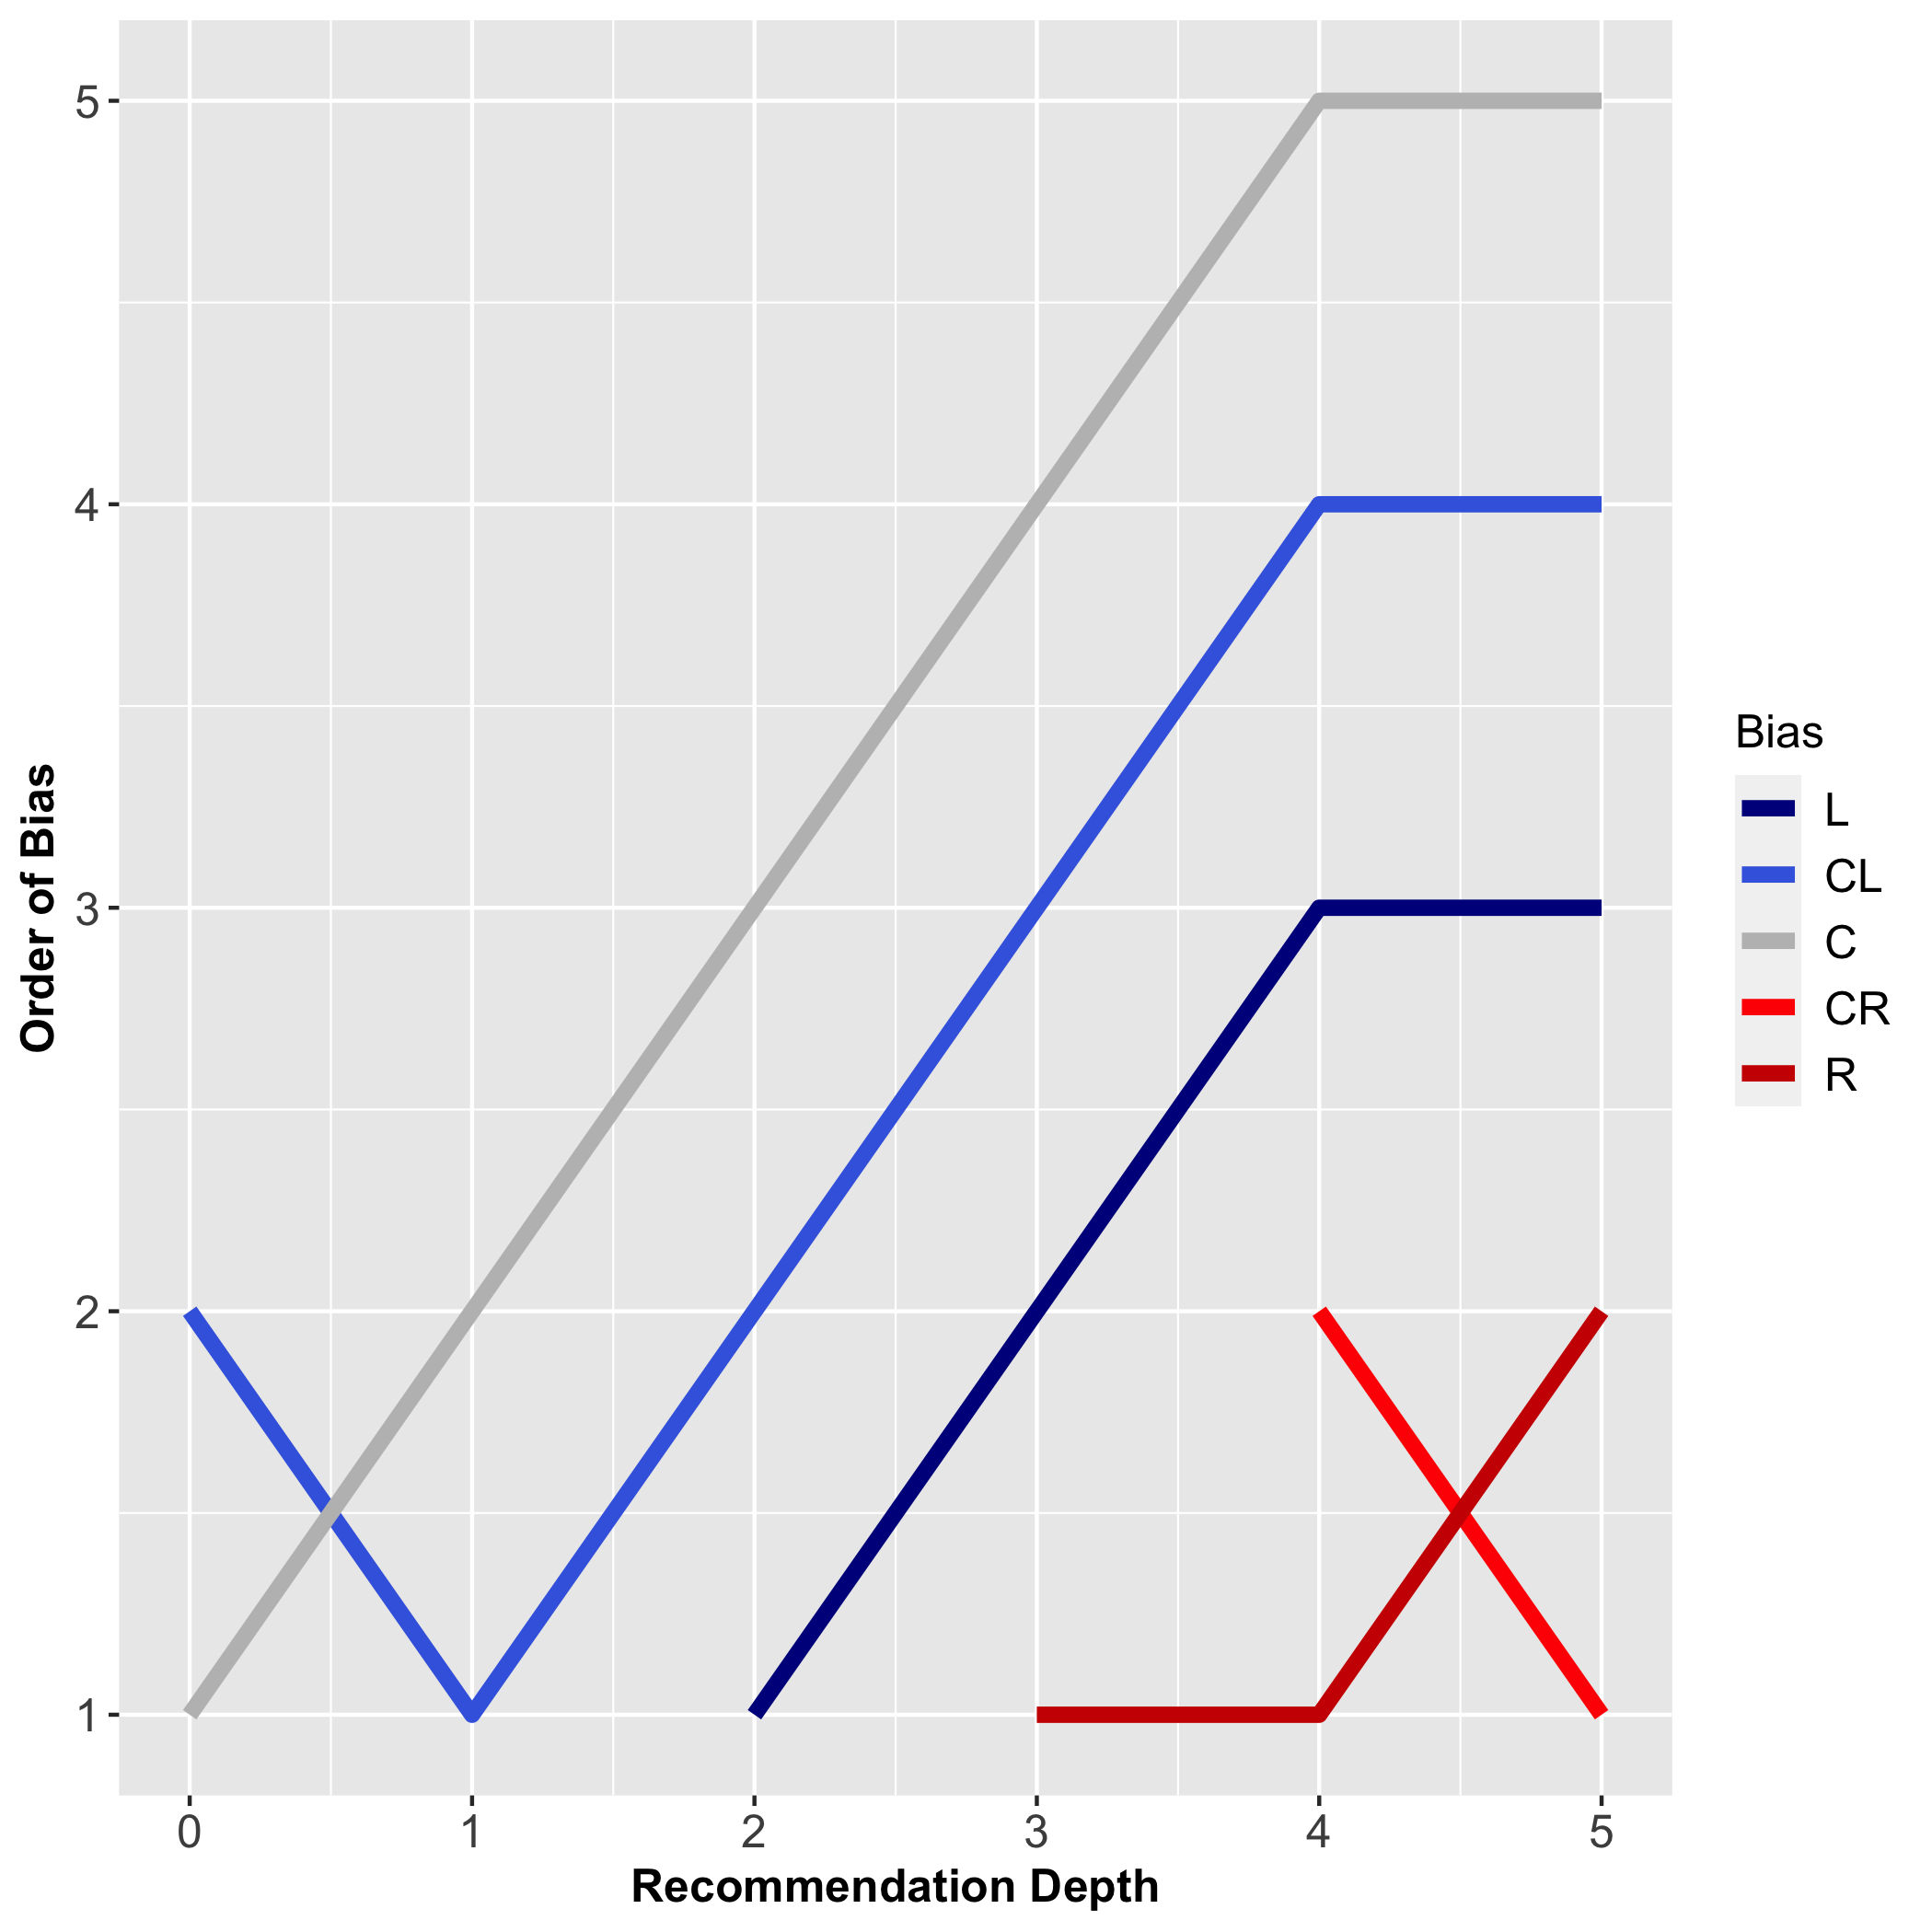 5
4
3
2
1
Order of Bias
0 1 2 3 4 5
Recommendation Depth
Bias
L
CL
C
CR
R